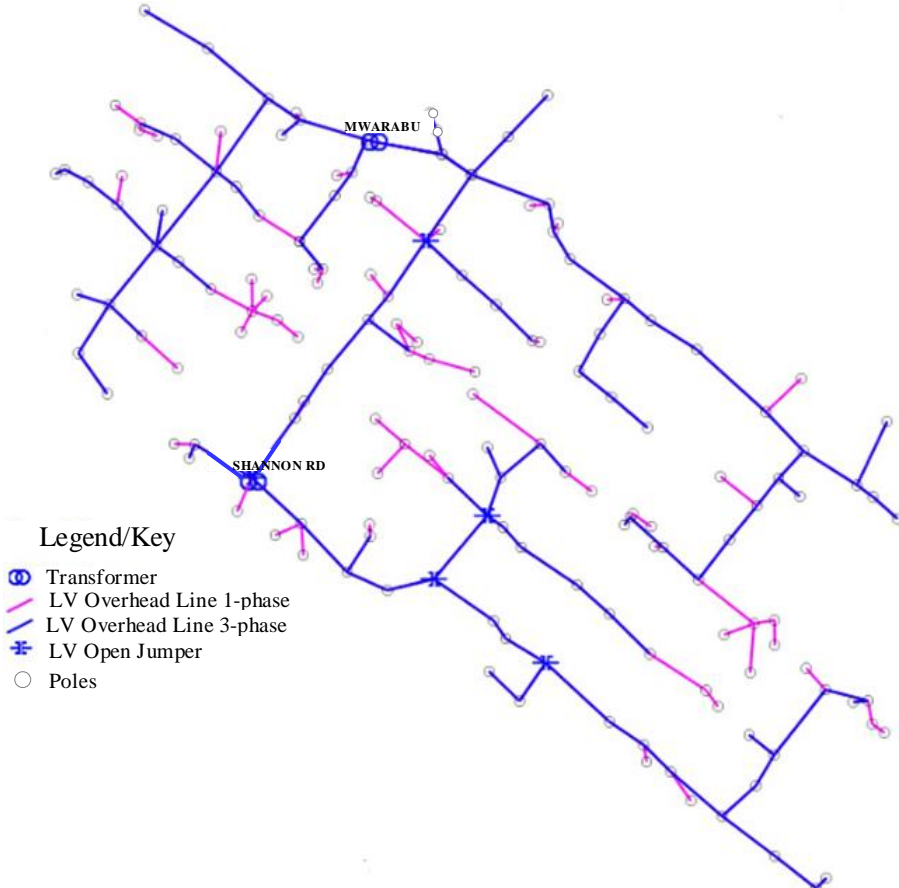 MWARABU
SHANNON RD
Legend/Key
Transformer
LV Overhead Line 1-phase
LV Overhead Line 3-phase
LV Open Jumper
Poles